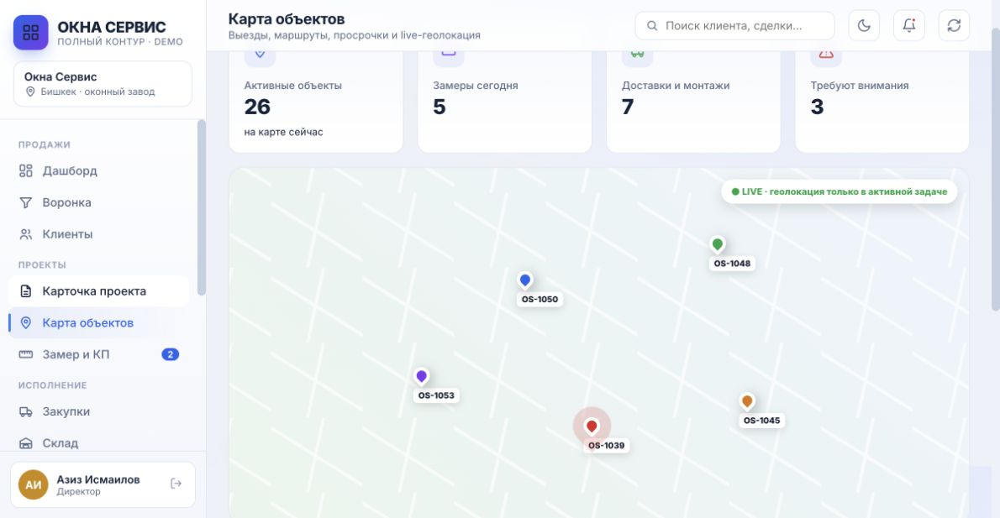 ОКНА СЕРВИС
ПОЛНЫЙ КОНТУР · DEMO
Окна Сервис
Бишкек · оконный завод
ПРОДАЖИ
Дашборд
Воронка
Клиенты
ПРОЕКТЫ
Карточка проекта
Карта объектов
Замер и КП
2
ИСПОЛНЕНИЕ
Закупки
Склад
АИ
Азиз Исмаилов
Директор
Карта объектов
Выезды, маршруты, просрочки и live-геолокация
Поиск клиента, сделки...
Активные объекты
26
на карте сейчас
Замеры сегодня
5
Доставки и монтажи
7
Требуют внимания
3
LIVE · геолокация только в активной задаче
OS-1048
OS-1050
OS-1053
OS-1045
OS-1039